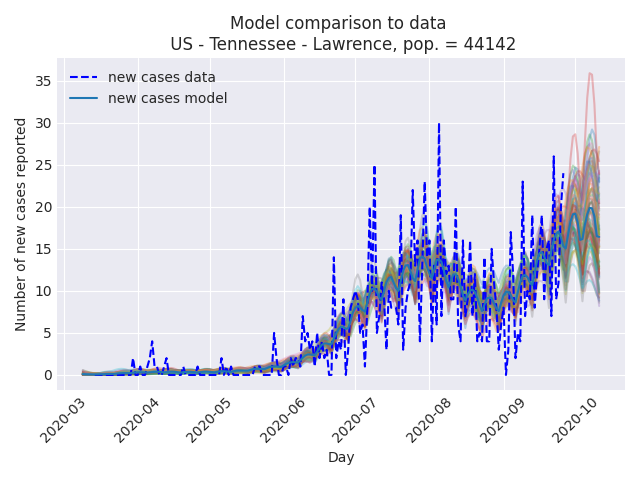 Model comparison to data
US - Tennessee - Lawrence, pop. = 44142
new cases data
new cases model
Number of new cases reported
35
30
25
20
15
10
5
0
2020-03
2020-04
2020-05
2020-06
2020-07
2020-08
2020-09
2020-10
Day